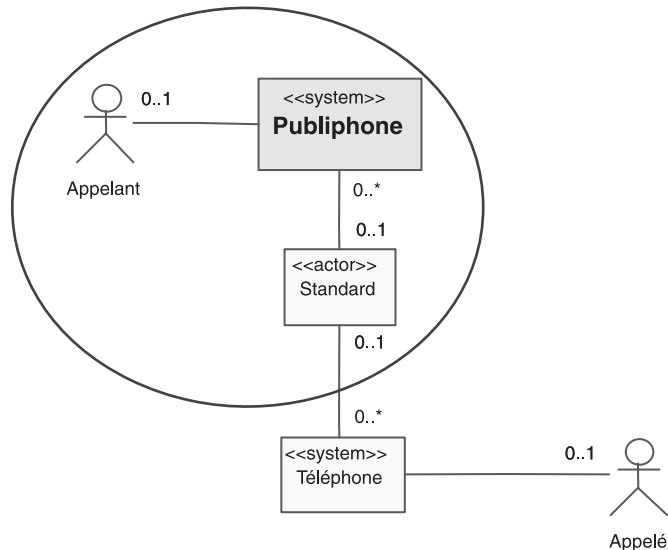 0..1
<<system>>
Publiphone
Appelant
0..*
0..1
<<actor>>
Standard
0..1
0..*
<<system>>
Téléphone
0..1
Appelé